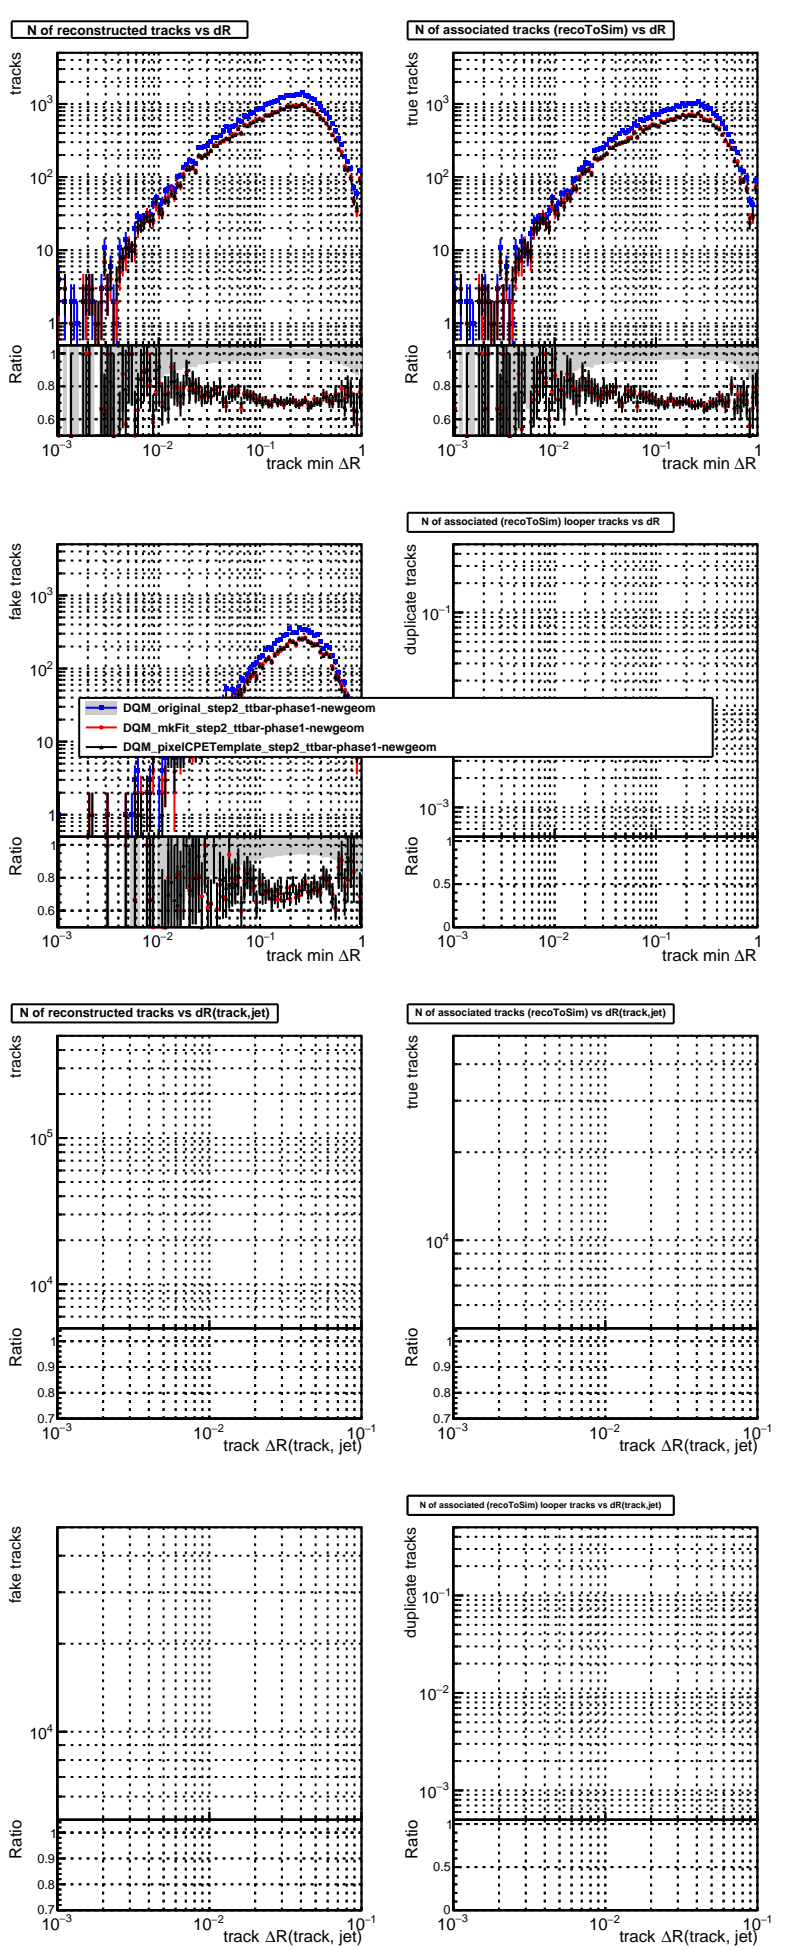 N of reconstructed tracks vs dR
N of associated tracks (recoToSim) vs dR
tracks
10³
10²
10
1
Ratio
1
0.8
0.6
10⁻³
10⁻²
10⁻¹
1
track min ΔR
true tracks
10³
10²
10
1
Ratio
1
0.8
0.6
10⁻³
10⁻²
10⁻¹
1
track min ΔR
N of associated (recoToSim) looper tracks vs dR
fake tracks
10³
10²
10
1
Ratio
1
0.8
0.6
10⁻³
10⁻²
10⁻¹
1
track min ΔR
duplicate tracks
10⁻¹
10⁻³
Ratio
1
0.5
0
10⁻³
10⁻²
10⁻¹
1
track min ΔR
DQM_original_step2_ttbar-phase1-newgeom
DQM_mkFit_step2_ttbar-phase1-newgeom
DQM_pixelCPETemplate_step2_ttbar-phase1-newgeom
N of reconstructed tracks vs dR(track,jet)
N of associated tracks (recoToSim) vs dR(track,jet)
tracks
10⁵
10⁴
Ratio
1
0.9
0.8
0.7
10⁻³
10⁻²
10⁻¹
track ΔR(track, jet)
true tracks
10⁴
Ratio
1
0.9
0.8
0.7
10⁻³
10⁻²
10⁻¹
track ΔR(track, jet)
N of associated (recoToSim) looper tracks vs dR(track,jet)
fake tracks
10⁴
Ratio
1
0.9
0.8
0.7
10⁻³
10⁻²
10⁻¹
track ΔR(track, jet)
duplicate tracks
10⁻¹
10⁻²
10⁻³
Ratio
1
0.5
0
10⁻³
10⁻²
10⁻¹
track ΔR(track, jet)